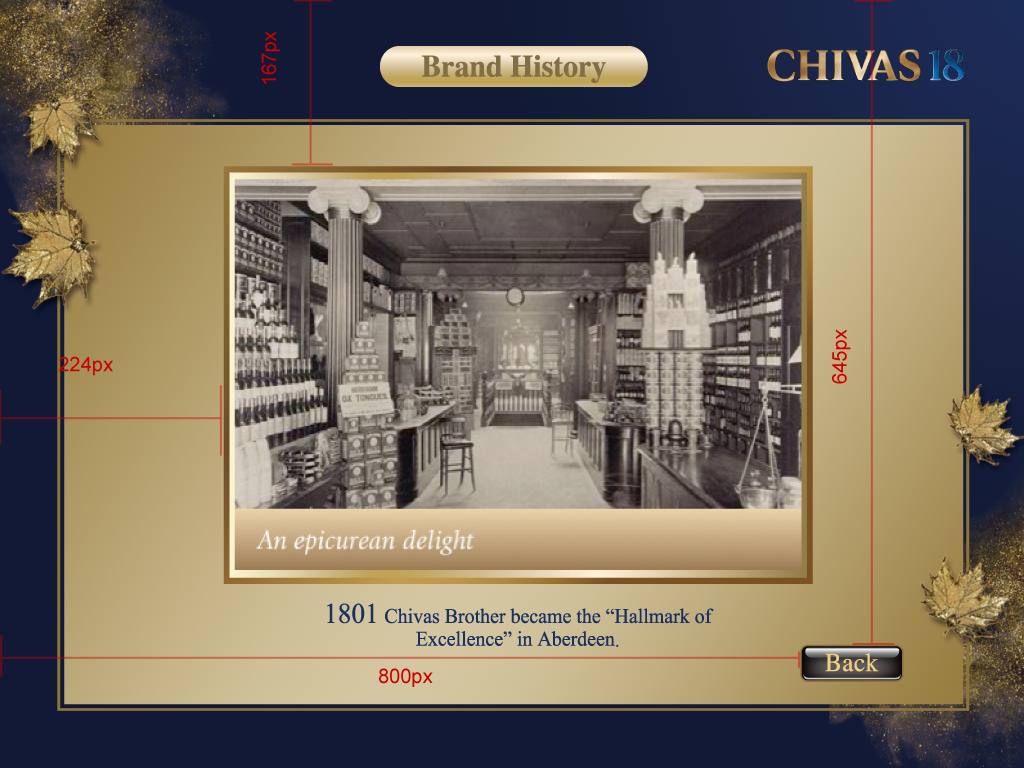 167px
Brand History
CHIVAS 18
OX TONGUES.
An epicurean delight
224px
645px
1801 Chivas Brother became the “Hallmark of
Excellence” in Aberdeen.
800px
Back